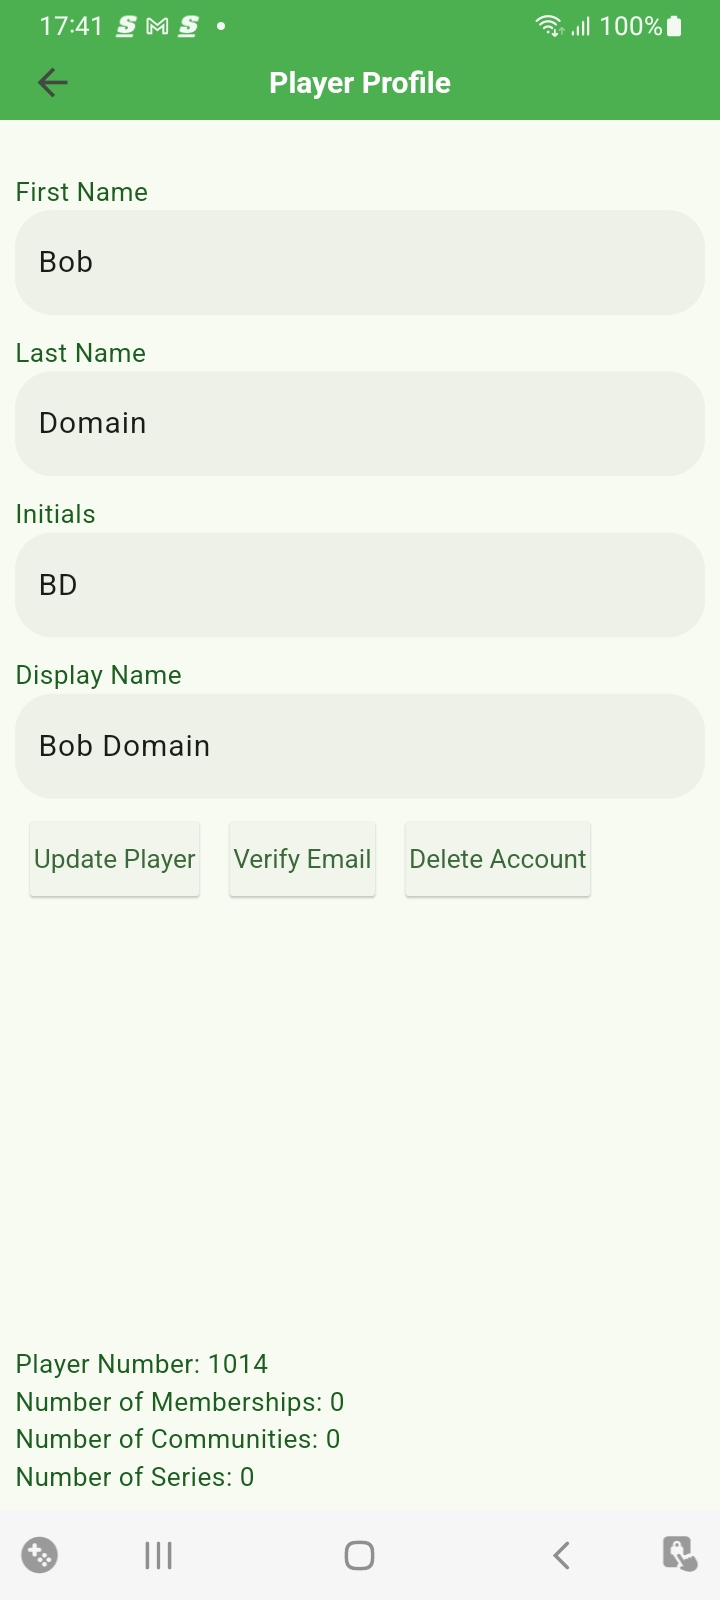 17:41 100%
Player Profile
First Name
Bob
Last Name
Domain
Initials
BD
Display Name
Bob Domain
Update Player Verify Email Delete Account
Player Number: 1014
Number of Memberships: 0
Number of Communities: 0
Number of Series: 0